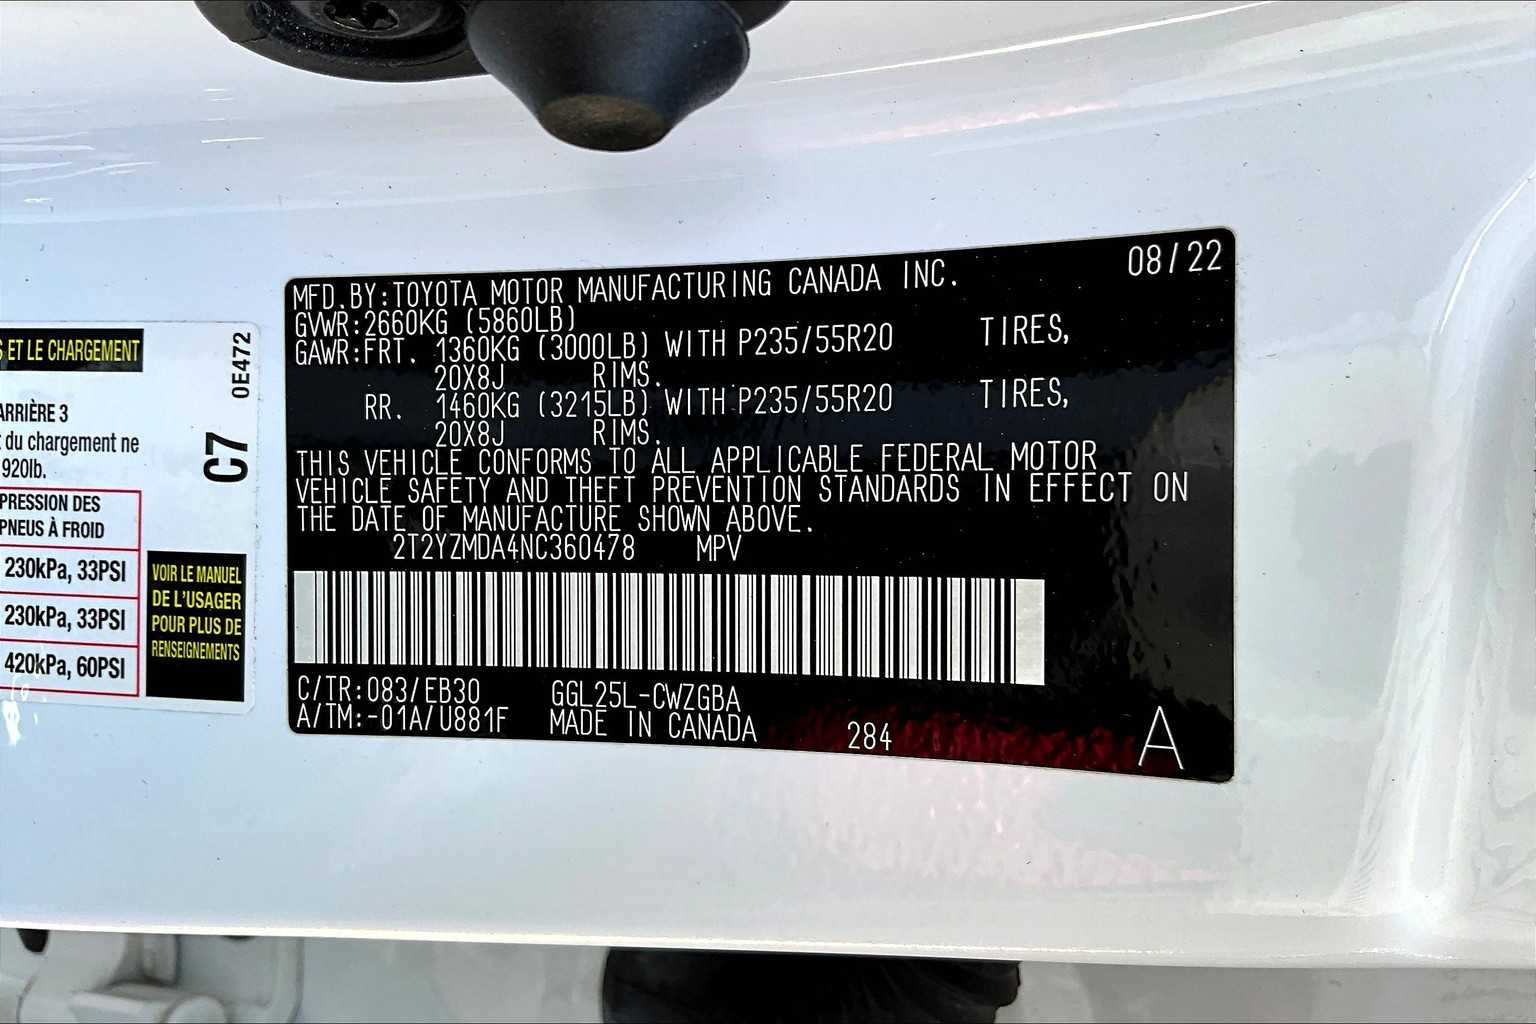 S ET LE CHARGEMENT
0E472
ARRIÈRE 3
du chargement ne
920lb.
C7
PRESSION DES
PNEUS À FROID
230kPa, 33PSI
230kPa, 33PSI
420kPa, 60PSI
VOIR LE MANUEL
DE L'USAGER
POUR PLUS DE
RENSEIGNEMENTS
08/22
MFD.BY:TOYOTA MOTOR MANUFACTURING CANADA INC.
GVWR:2660KG (5860LB)
GAWR:FRT. 1360KG (3000LB) WITH P235/55R20 TIRES,
20X8J RIMS.
RR. 1460KG (3215LB) WITH P235/55R20 TIRES,
20X8J RIMS.
THIS VEHICLE CONFORMS TO ALL APPLICABLE FEDERAL MOTOR
VEHICLE SAFETY AND THEFT PREVENTION STANDARDS IN EFFECT ON
THE DATE OF MANUFACTURE SHOWN ABOVE.
2T2YZMDA4NC360478 MPV
C/TR:083/EB30 GGL25L-CWZGBA
A/TM:-01A/U881F MADE IN CANADA 284 A